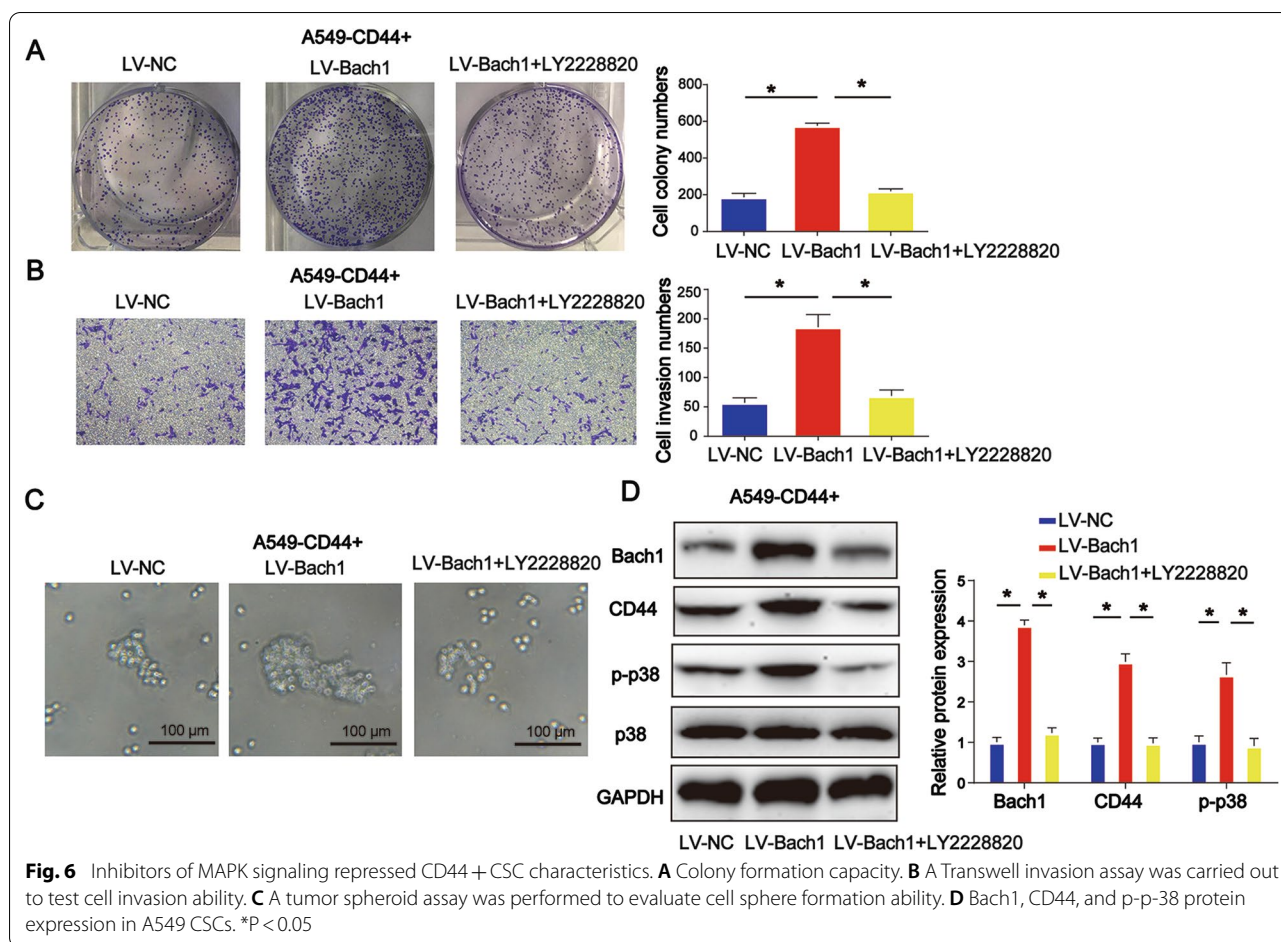 A
A549-CD44+
LV-NC
LV-Bach1
LV-Bach1+LY2228820
Cell colony numbers
800
600
400
200
0
*
*
LV-NC
LV-Bach1
LV-Bach1+LY2228820
B
A549-CD44+
LV-NC
LV-Bach1
LV-Bach1+LY2228820
Cell invasion numbers
250
200
150
100
50
0
*
*
LV-NC
LV-Bach1
LV-Bach1+LY2228820
C
A549-CD44+
LV-NC
LV-Bach1
LV-Bach1+LY2228820
100 μm
100 μm
100 μm
D
A549-CD44+
Bach1
CD44
p-p38
p38
GAPDH
LV-NC
LV-Bach1
LV-Bach1+LY2228820
LV-NC
LV-Bach1
LV-Bach1+LY2228820
Relative protein expression
5
4
3
2
1
0
*
*
*
*
*
*
Bach1
CD44
p-p38
Fig. 6 Inhibitors of MAPK signaling repressed CD44 + CSC characteristics. A Colony formation capacity. B A Transwell invasion assay was carried out
to test cell invasion ability. C A tumor spheroid assay was performed to evaluate cell sphere formation ability. D Bach1, CD44, and p-p-38 protein
expression in A549 CSCs. *P < 0.05